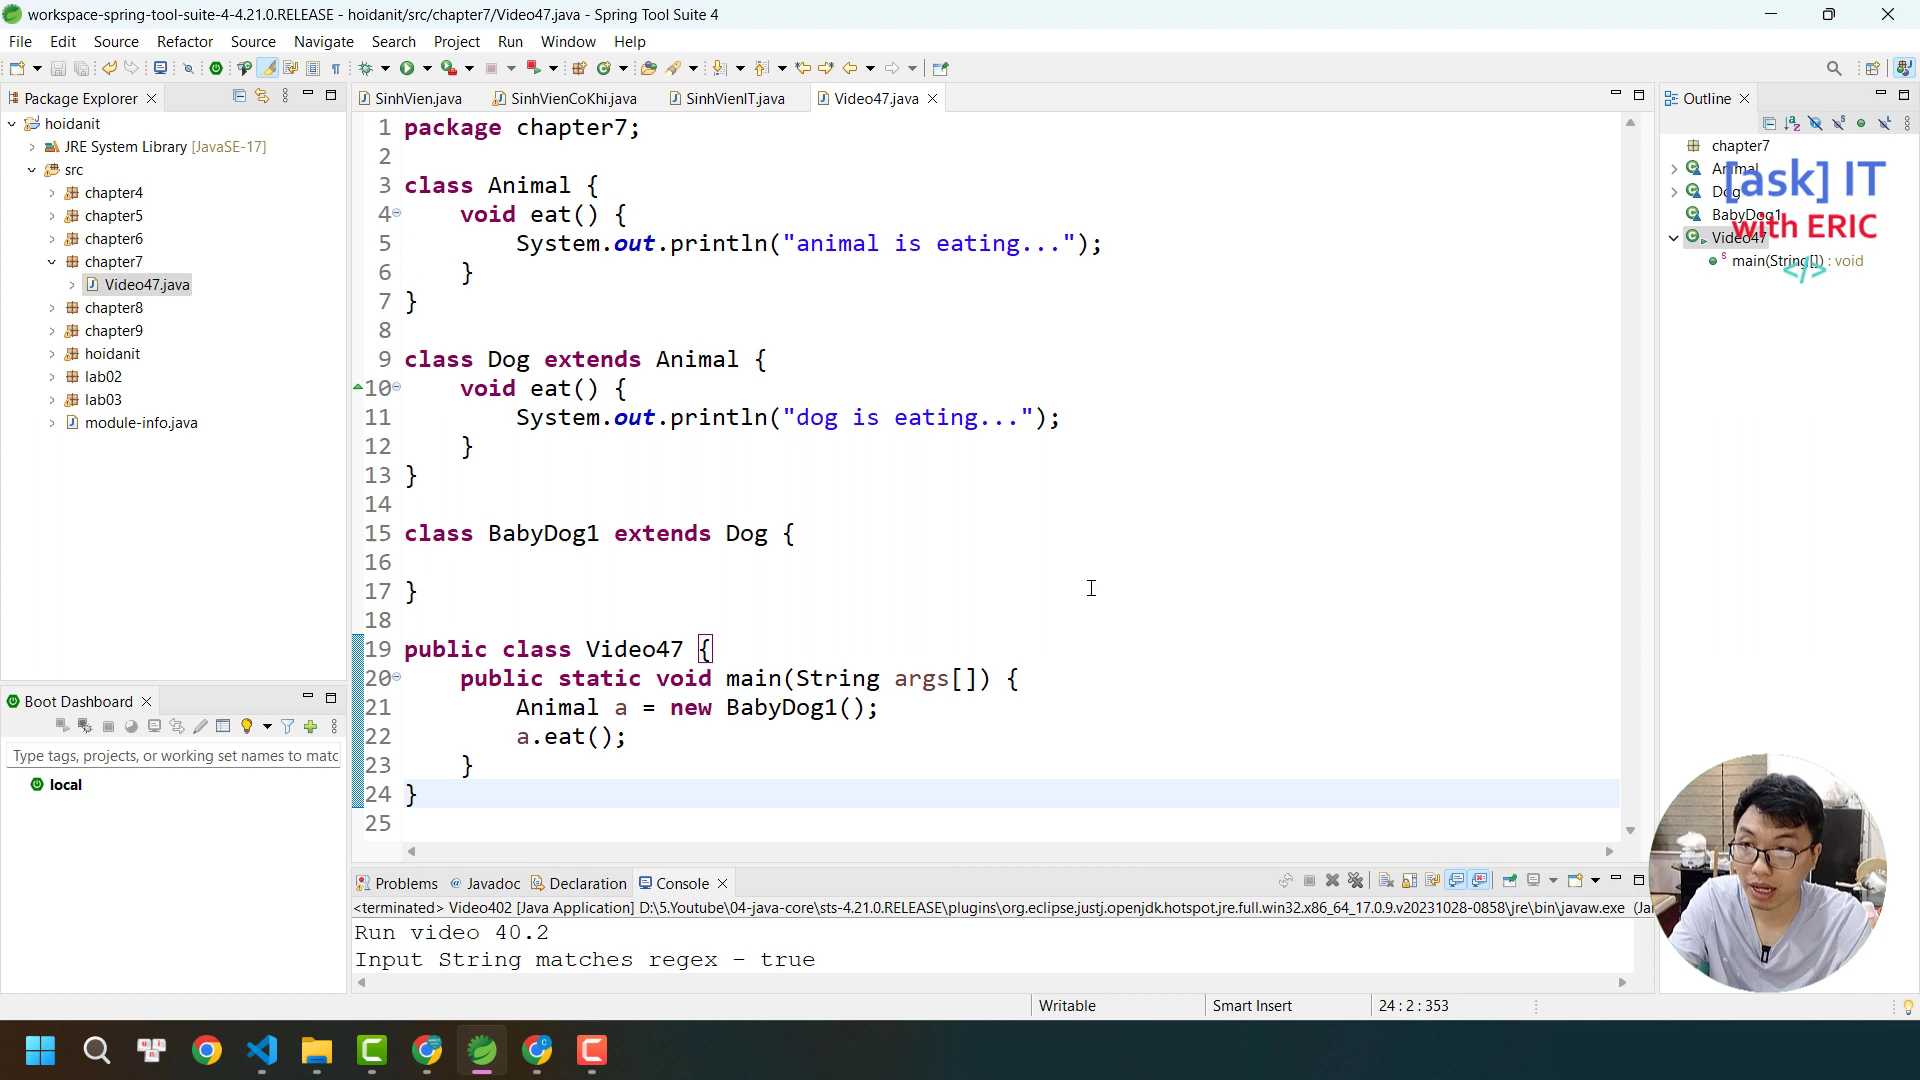 workspace-spring-tool-suite-4-4.21.0.RELEASE - hoidanit/src/chapter7/Video47.java - Spring Tool Suite 4
File Edit Source Refactor Source Navigate Search Project Run Window Help
Package Explorer
hoidanit
JRE System Library [JavaSE-17]
src
chapter4
chapter5
chapter6
chapter7
Video47.java
chapter8
chapter9
hoidanit
lab02
lab03
module-info.java
Boot Dashboard
Type tags, projects, or working set names to matc
local
SinhVien.java SinhVienCoKhi.java SinhVienIT.java Video47.java
1 package chapter7;
2
3 class Animal {
4 void eat() {
5 System.out.println("animal is eating...");
6 }
7 }
8
9 class Dog extends Animal {
10 void eat() {
11 System.out.println("dog is eating...");
12 }
13 }
14
15 class BabyDog1 extends Dog {
16
17 }
18
19 public class Video47 {
20 public static void main(String args[]) {
21 Animal a = new BabyDog1();
22 a.eat();
23 }
24 }
25
Problems Javadoc Declaration Console
<terminated> Video402 [Java Application] D:\5.Youtube\04-java-core\sts-4.21.0.RELEASE\plugins\org.eclipse.justj.openjdk.hotspot.jre.full.win32.x86_64_17.0.9.v20231028-0858\jre\bin\javaw.exe (Jar
Run video 40.2
Input String matches regex - true
Outline
chapter7
Animal
Dog
BabyDog1
Video47
main(String[]) : void
[ask] IT
with ERIC
</>
Writable Smart Insert 24 : 2 : 353